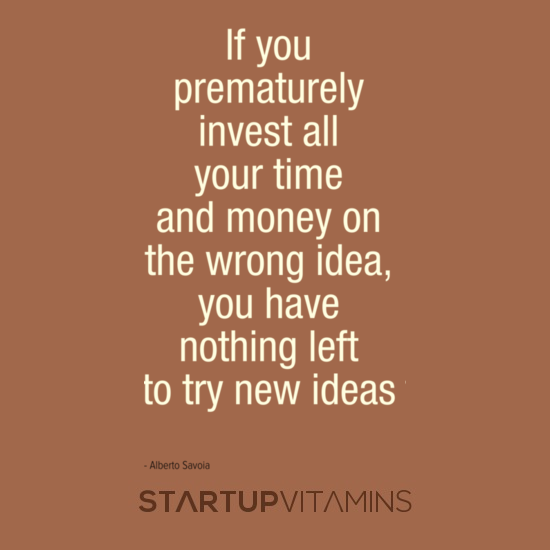 If you
prematurely
invest all
your time
and money on
the wrong idea,
you have
nothing left
to try new ideas
- Alberto Savoia
STARTUPVITAMINS